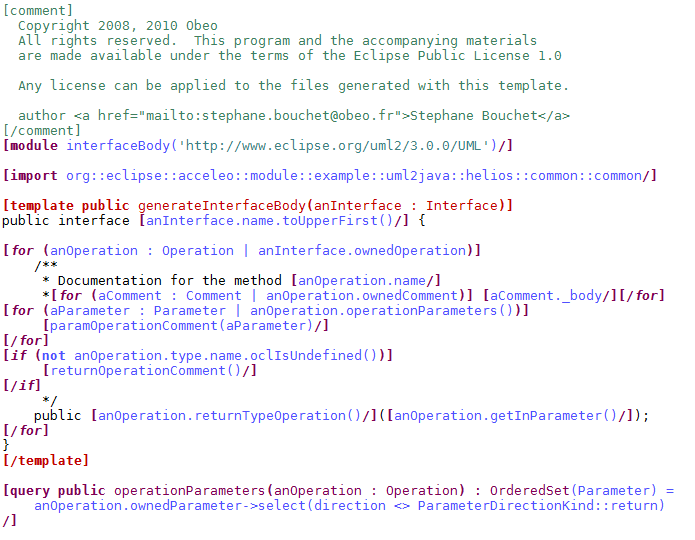 [comment]
  Copyright 2008, 2010 Obeo
  All rights reserved.  This program and the accompanying materials
  are made available under the terms of the Eclipse Public License 1.0

  Any license can be applied to the files generated with this template.

  author <a href="mailto:stephane.bouchet@obeo.fr">Stephane Bouchet</a>
[/comment]
[module interfaceBody('http://www.eclipse.org/uml2/3.0.0/UML')/]

[import org::eclipse::acceleo::module::example::uml2java::helios::common::common/]

[template public generateInterfaceBody(anInterface : Interface)]
public interface [anInterface.name.toUpperFirst()/] {

[for (anOperation : Operation | anInterface.ownedOperation)]
    /**
     * Documentation for the method [anOperation.name/]
     *[for (aComment : Comment | anOperation.ownedComment)] [aComment._body/][/for]
[for (aParameter : Parameter | anOperation.operationParameters())]
     [paramOperationComment(aParameter)/]
[/for]
[if (not anOperation.type.name.oclIsUndefined())]
     [returnOperationComment()/]
[/if]
     */
    public [anOperation.returnTypeOperation()/]([anOperation.getInParameter()/]);
[/for]
}
[/template]

[query public operationParameters(anOperation : Operation) : OrderedSet(Parameter) =
    anOperation.ownedParameter->select(direction <> ParameterDirectionKind::return)
/]